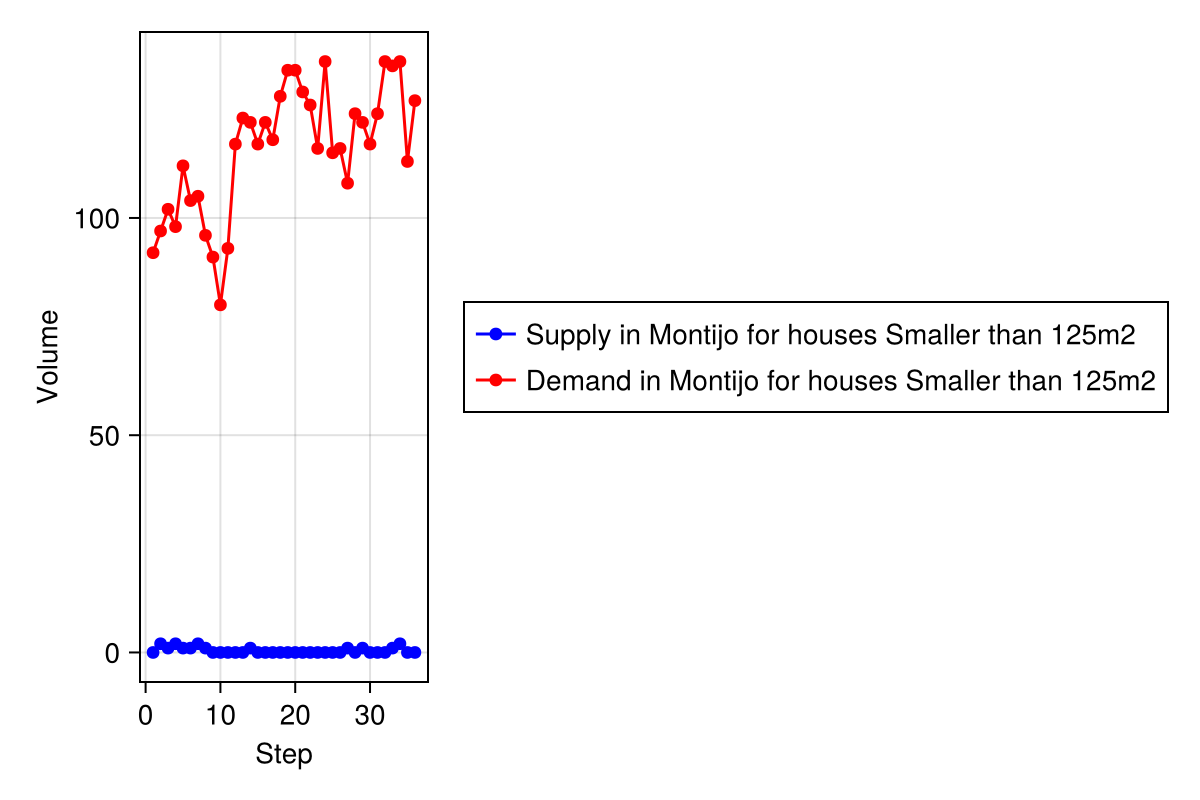 Volume
100
50
0
0 10 20 30
Step
Supply in Montijo for houses Smaller than 125m2
Demand in Montijo for houses Smaller than 125m2